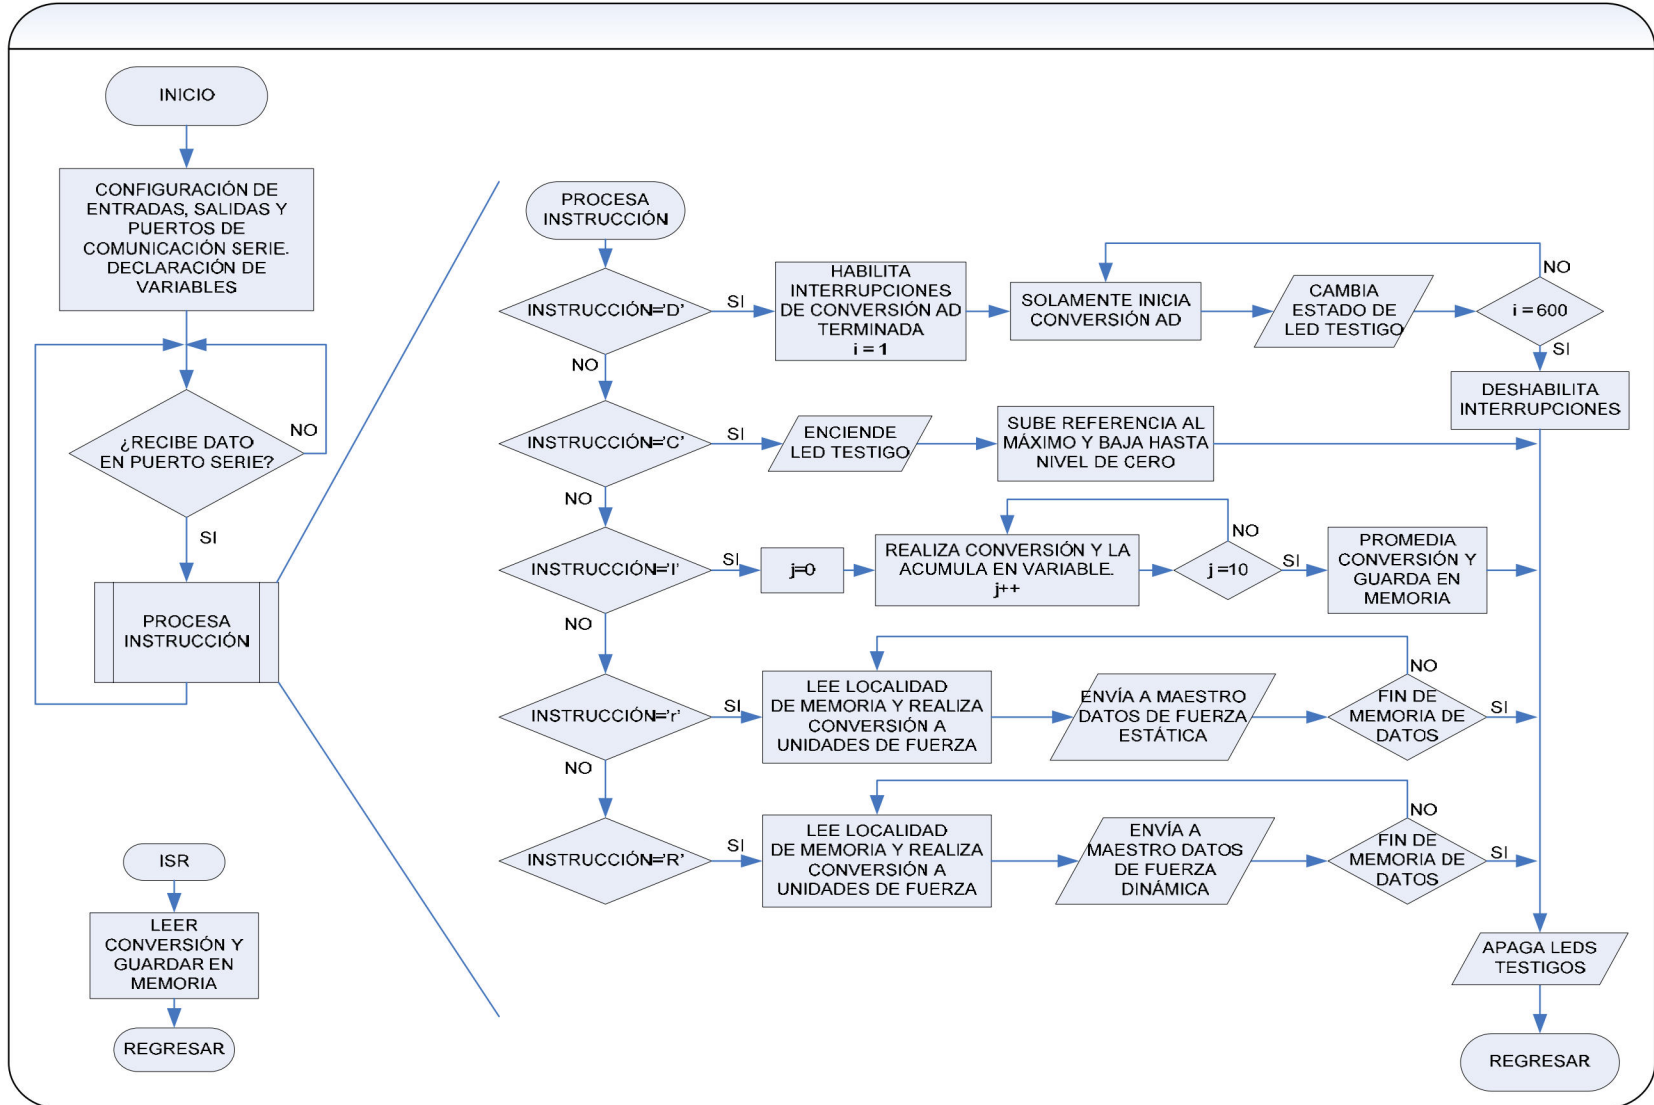 INICIO
CONFIGURACIÓN DE
ENTRADAS, SALIDAS Y
PUERTOS DE
COMUNICACIÓN SERIE.
DECLARACIÓN DE
VARIABLES
¿RECIBE DATO
EN PUERTO SERIE?
NO
SI
PROCESA
INSTRUCCIÓN
ISR
LEER
CONVERSIÓN Y
GUARDAR EN
MEMORIA
REGRESAR
PROCESA
INSTRUCCIÓN
INSTRUCCIÓN='D'
SI
HABILITA
INTERRUPCIONES
DE CONVERSIÓN AD
TERMINADA
i = 1
SOLAMENTE INICIA
CONVERSIÓN AD
CAMBIA
ESTADO DE
LED TESTIGO
i = 600
NO
SI
DESHABILITA
INTERRUPCIONES
NO
INSTRUCCIÓN='C'
SI
ENCIENDE
LED TESTIGO
SUBE REFERENCIA AL
MÁXIMO Y BAJA HASTA
NIVEL DE CERO
NO
INSTRUCCIÓN='I'
SI
j=0
REALIZA CONVERSIÓN Y LA
ACUMULA EN VARIABLE.
j++
NO
j =10
SI
PROMEDIA
CONVERSIÓN Y
GUARDA EN
MEMORIA
NO
INSTRUCCIÓN='r'
SI
LEE LOCALIDAD
DE MEMORIA Y REALIZA
CONVERSIÓN A
UNIDADES DE FUERZA
ENVÍA A MAESTRO
DATOS DE FUERZA
ESTÁTICA
NO
FIN DE
MEMORIA DE
DATOS
SI
NO
INSTRUCCIÓN='R'
SI
LEE LOCALIDAD
DE MEMORIA Y REALIZA
CONVERSIÓN A
UNIDADES DE FUERZA
ENVÍA A
MAESTRO DATOS
DE FUERZA
DINÁMICA
NO
FIN DE
MEMORIA DE
DATOS
SI
APAGA LEDS
TESTIGOS
REGRESAR